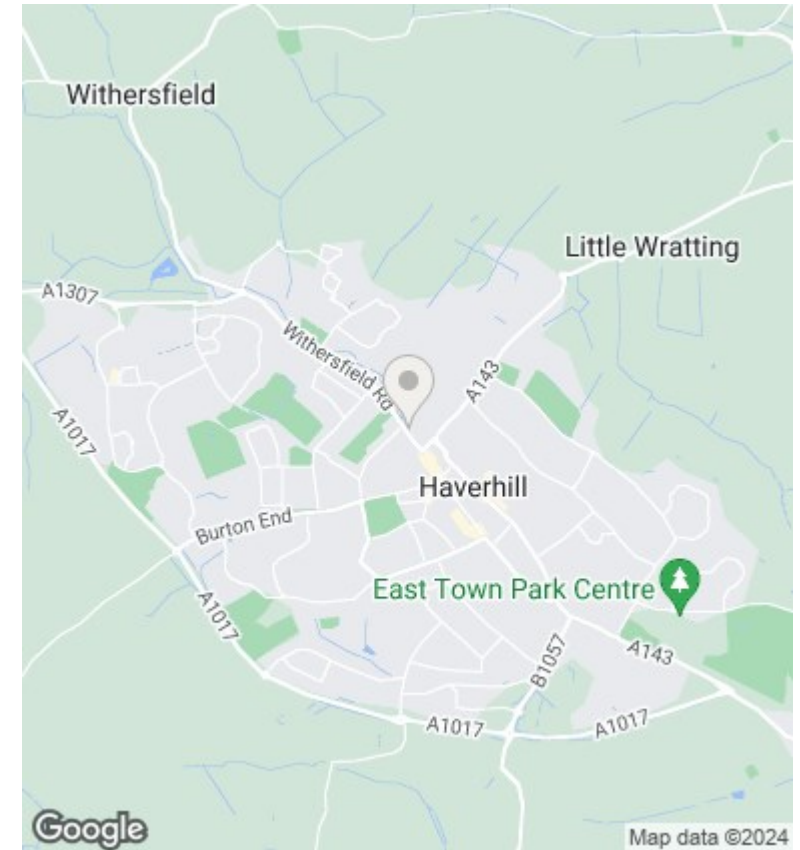 Withersfield
Little Wratting
A1307
Withersfield Rd
A143
A1017
Haverhill
Burton End
East Town Park Centre
A1017
A143
B1057
A1017
A1017
Google
Map data ©2024